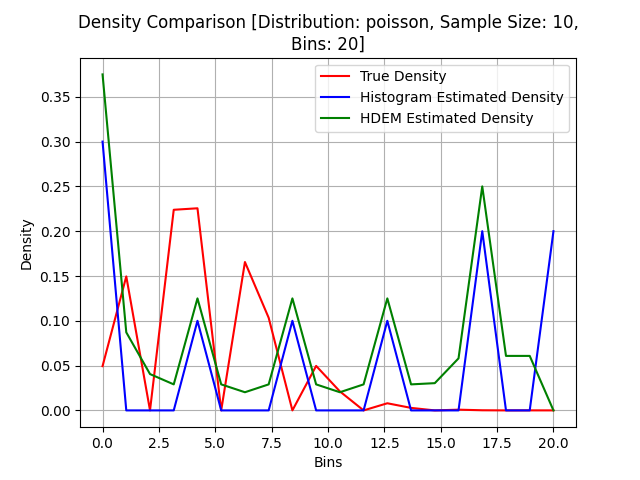 Density Comparison [Distribution: poisson, Sample Size: 10,
Bins: 20]
True Density
Histogram Estimated Density
HDEM Estimated Density
Density
0.35
0.30
0.25
0.20
0.15
0.10
0.05
0.00
0.0 2.5 5.0 7.5 10.0 12.5 15.0 17.5 20.0
Bins